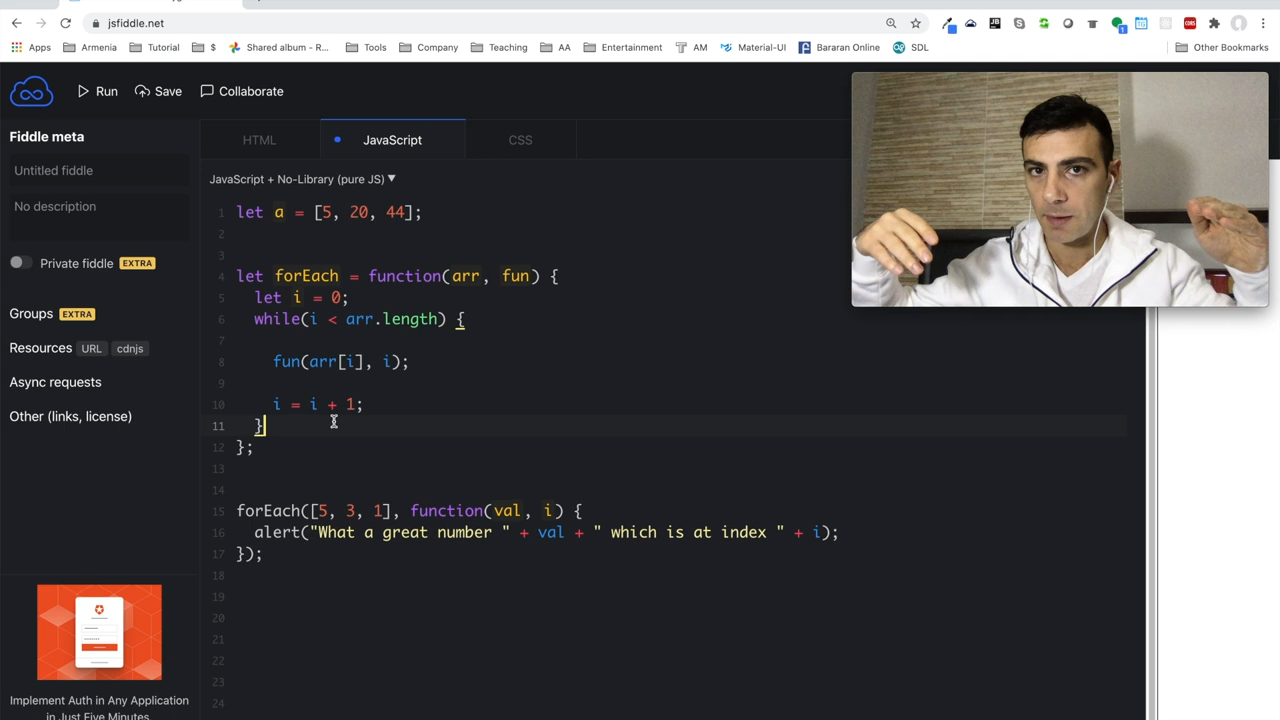 jsfiddle.net
Apps Armenia Tutorial $ Shared album - R... Tools Company Teaching AA Entertainment AM Material-UI Bararan Online SDL Other Bookmarks
Run Save Collaborate
Fiddle meta
Untitled fiddle
No description
Private fiddle EXTRA
Groups EXTRA
Resources URL cdnjs
Async requests
Other (links, license)
Implement Auth in Any Application
in Just Five Minutes.
HTML JavaScript CSS
JavaScript + No-Library (pure JS) ▼
1 let a = [5, 20, 44];
2
3
4 let forEach = function(arr, fun) {
5 let i = 0;
6 while(i < arr.length) {
7
8 fun(arr[i], i);
9
10 i = i + 1;
11 }
12 };
13
14
15 forEach([5, 3, 1], function(val, i) {
16 alert("What a great number " + val + " which is at index " + i);
17 });
18
19
20
21
22
23
24